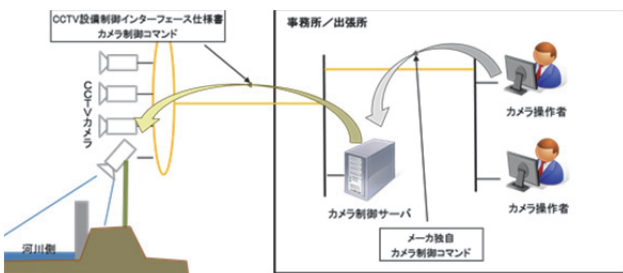 CCTV設備制御インターフェース仕様書
カメラ制御コマンド
事務所／出張所
CCTVカメラ
カメラ操作者
カメラ制御サーバ
カメラ操作者
メーカ独自
カメラ制御コマンド
河川側